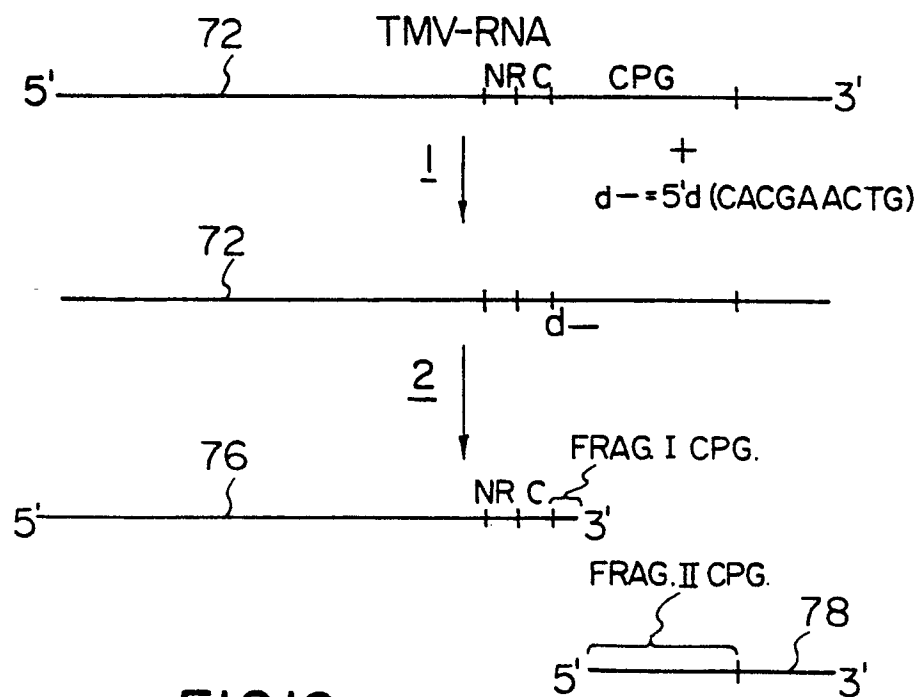 72 TMV-RNA
NR C CPG
5' 3'
1 +
d—=5'd (CACGAACTG)
72
d—
2
76 FRAG. I CPG.
NR C
5' 3'
FRAG. II CPG.
78
5' 3'